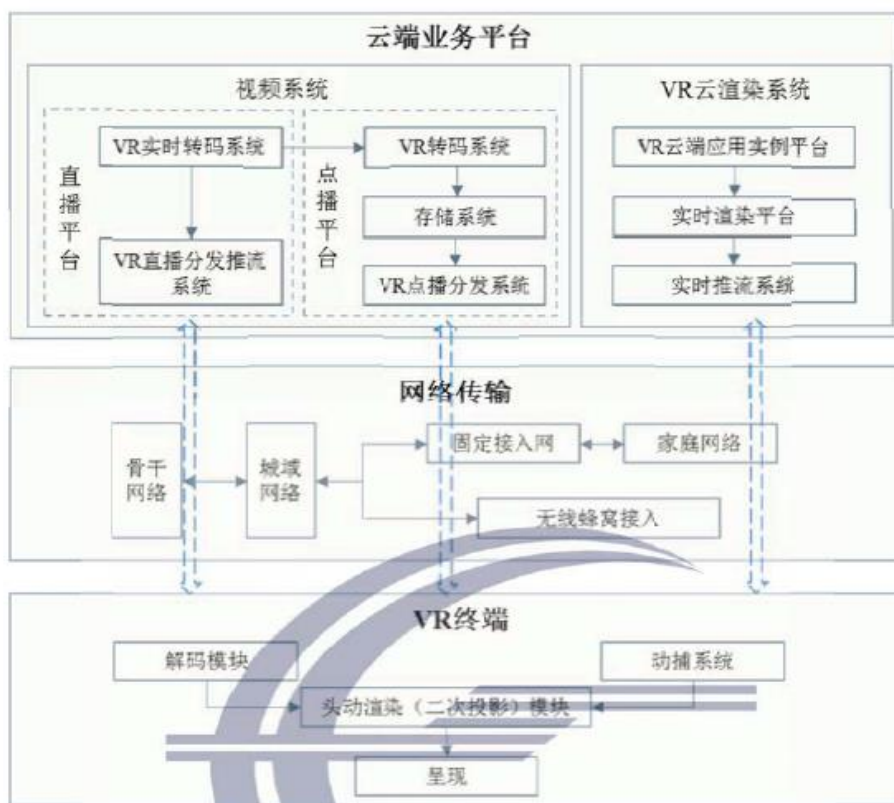 云端业务平台
视频系统
VR云渲染系统
直播平台
VR实时转码系统
VR直播分发推流
系统
点播平台
VR转码系统
存储系统
VR点播分发系统
VR云端应用实例平台
实时渲染平台
实时推流系统
网络传输
骨干
网络
城域
网络
固定接入网
家庭网络
无线蜂窝接入
VR终端
解码模块
动捕系统
头动渲染（二次投影）模块
呈现